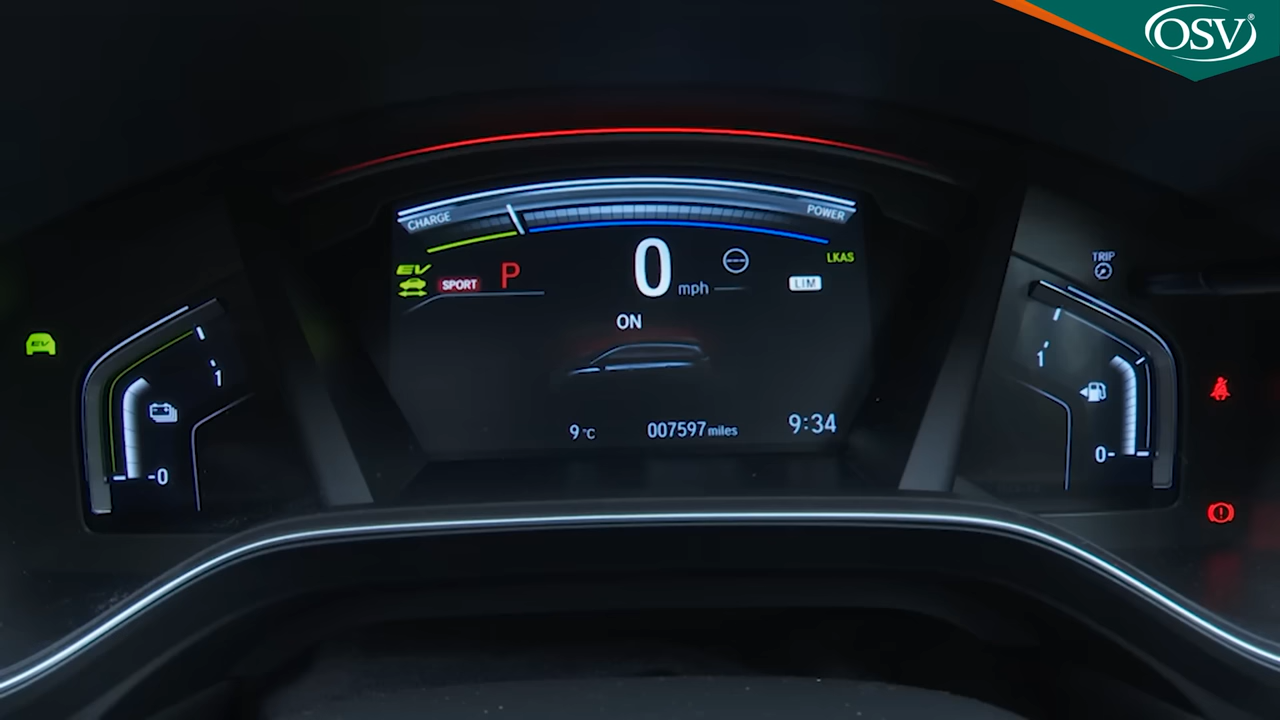 OSV®
CHARGE
POWER
EV
SPORT
P
0 mph
LIM
LKAS
ON
9°C
007597 miles
9:34
EV
1
-0
TRIP
1
0-